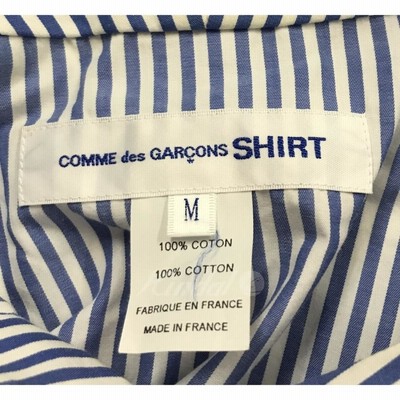 COMME des GARÇONS SHIRT
M
100% COTON
100% COTTON
FABRIQUE EN FRANCE
MADE IN FRANCE